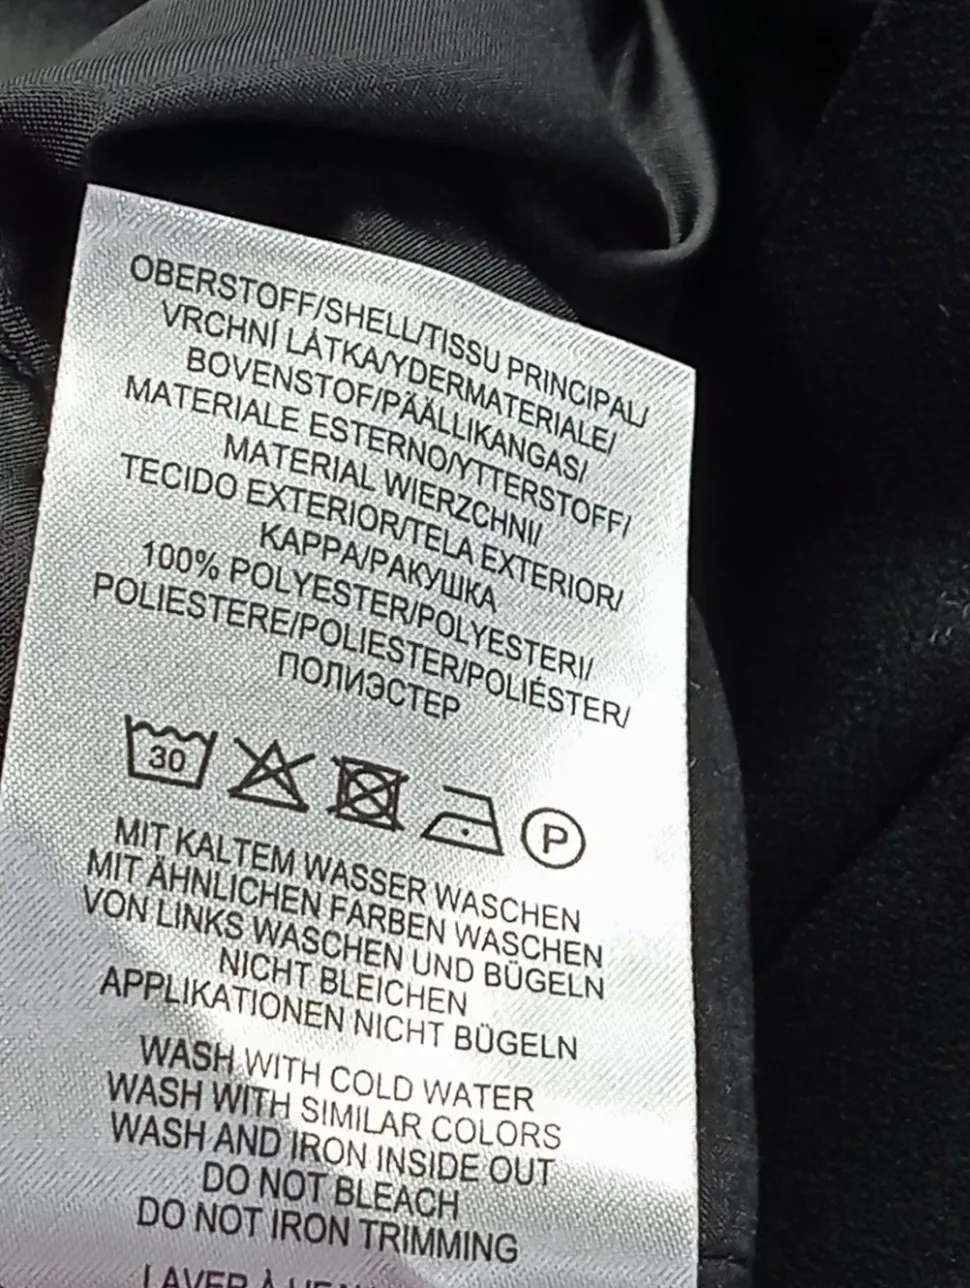 OBERSTOFF/SHELL/TISSU PRINCIPAL/
VRCHNÍ LÁTKA/YDERMATERIALE/
BOVENSTOF/PÄÄLLIKANGAS/
MATERIALE ESTERNO/YTTERSTOFF/
MATERIAL WIERZCHNI/
TECIDO EXTERIOR/TELA EXTERIOR/
KAPPA/РАКУШКА
100% POLYESTER/POLYESTERI/
POLIESTERE/POLIESTER/POLIÉSTER/
ПОЛИЭСТЕР
30 P
MIT KALTEM WASSER WASCHEN
MIT ÄHNLICHEN FARBEN WASCHEN
VON LINKS WASCHEN UND BÜGELN
NICHT BLEICHEN
APPLIKATIONEN NICHT BÜGELN
WASH WITH COLD WATER
WASH WITH SIMILAR COLORS
WASH AND IRON INSIDE OUT
DO NOT BLEACH
DO NOT IRON TRIMMING
LAVER À